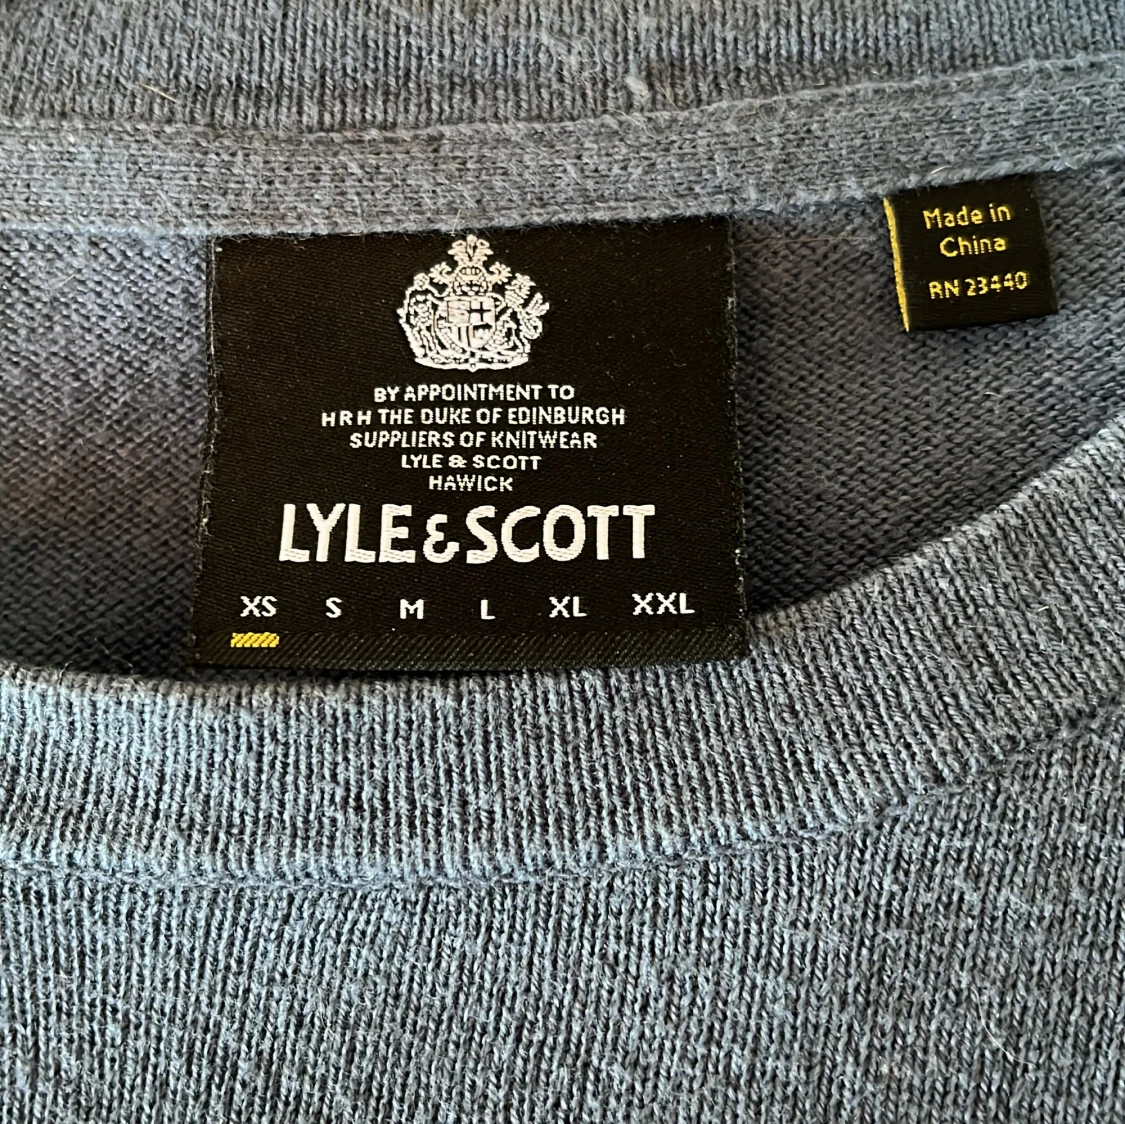 BY APPOINTMENT TO
HRH THE DUKE OF EDINBURGH
SUPPLIERS OF KNITWEAR
LYLE & SCOTT
HAWICK
LYLE & SCOTT
XS S M L XL XXL
Made in
China
RN 23440